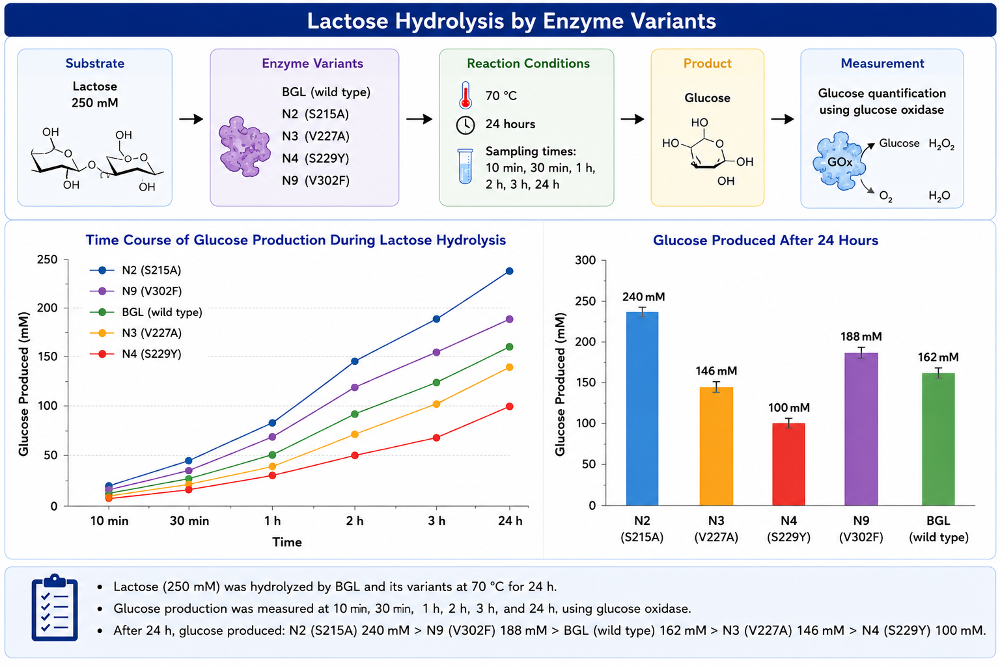 Lactose Hydrolysis by Enzyme Variants
Substrate
Lactose
250 mM
OH
OH
O
O
O
O
OH
OH
Enzyme Variants
BGL (wild type)
N2 (S215A)
N3 (V227A)
N4 (S229Y)
N9 (V302F)
Reaction Conditions
70 °C
24 hours
Sampling times:
10 min, 30 min, 1 h,
2 h, 3 h, 24 h
Product
Glucose
HO
HO
O
OH
OH
Measurement
Glucose quantification
using glucose oxidase
GOx
Glucose H₂O₂
O₂ H₂O
Time Course of Glucose Production During Lactose Hydrolysis
Glucose Produced (mM)
250
200
150
100
50
0
N2 (S215A)
N9 (V302F)
BGL (wild type)
N3 (V227A)
N4 (S229Y)
10 min 30 min 1 h 2 h 3 h 24 h
Time
Glucose Produced After 24 Hours
Glucose Produced (mM)
300
250
200
150
100
50
0
240 mM
146 mM
100 mM
188 mM
162 mM
N2 N3 N4 N9 BGL
(S215A) (V227A) (S229Y) (V302F) (wild type)
• Lactose (250 mM) was hydrolyzed by BGL and its variants at 70 °C for 24 h.
• Glucose production was measured at 10 min, 30 min, 1 h, 2 h, 3 h, and 24 h, using glucose oxidase.
• After 24 h, glucose produced: N2 (S215A) 240 mM > N9 (V302F) 188 mM > BGL (wild type) 162 mM > N3 (V227A) 146 mM > N4 (S229Y) 100 mM.